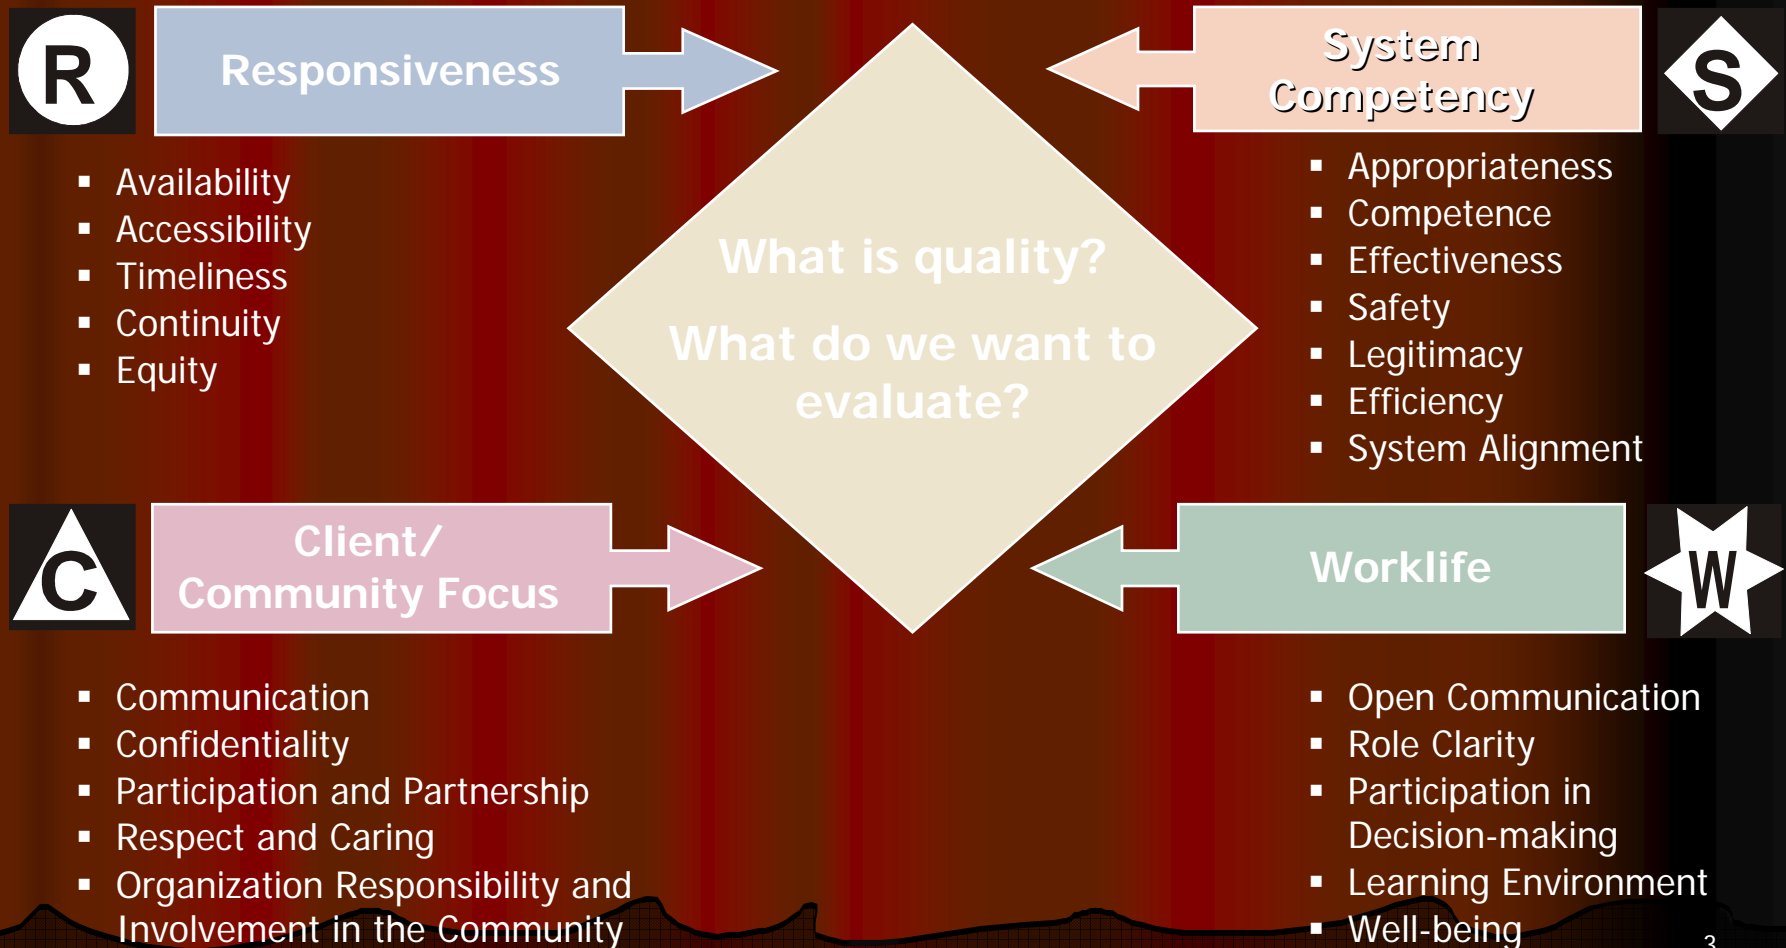 R
Responsiveness
▪ Availability
▪ Accessibility
▪ Timeliness
▪ Continuity
▪ Equity
What is quality?
What do we want to
evaluate?
System
Competency
S
▪ Appropriateness
▪ Competence
▪ Effectiveness
▪ Safety
▪ Legitimacy
▪ Efficiency
▪ System Alignment
C
Client/
Community Focus
▪ Communication
▪ Confidentiality
▪ Participation and Partnership
▪ Respect and Caring
▪ Organization Responsibility and
Involvement in the Community
Worklife
W
▪ Open Communication
▪ Role Clarity
▪ Participation in
Decision-making
▪ Learning Environment
▪ Well-being
3